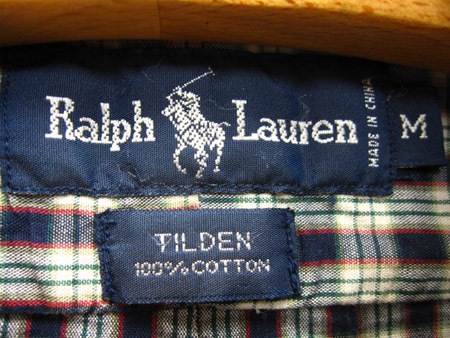 Ralph Lauren
MADE IN CHINA
M
TILDEN
100% COTTON